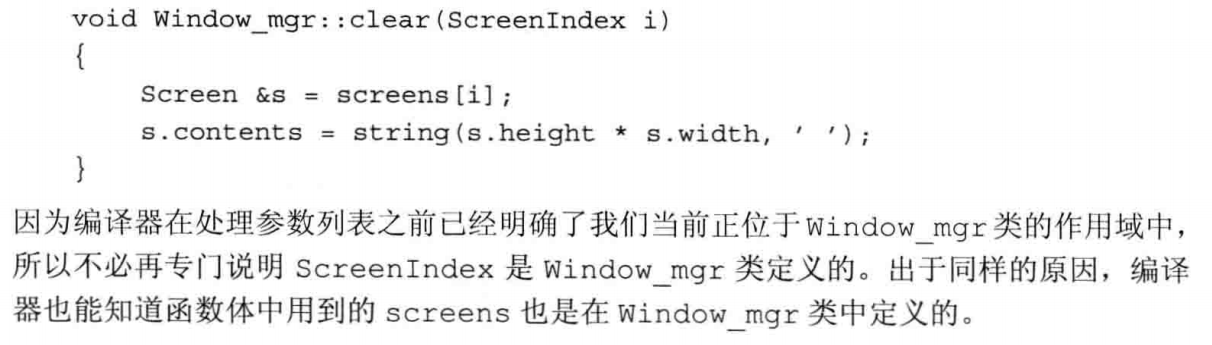 void Window_mgr::clear(ScreenIndex i)
{
    Screen &s = screens[i];
    s.contents = string(s.height * s.width, ' ');
}
因为编译器在处理参数列表之前已经明确了我们当前正位于 Window_mgr 类的作用域中，
所以不必再专门说明 ScreenIndex 是 Window_mgr 类定义的。出于同样的原因，编译
器也能知道函数体中用到的 screens 也是在 Window_mgr 类中定义的。